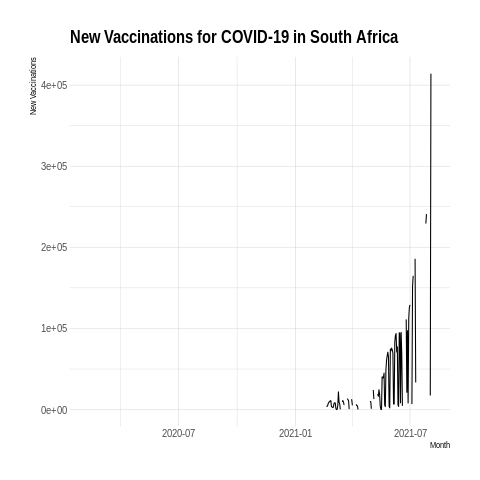 New Vaccinations for COVID-19 in South Africa
New Vaccinations
4e+05
3e+05
2e+05
1e+05
0e+00
2020-07
2021-01
2021-07
Month